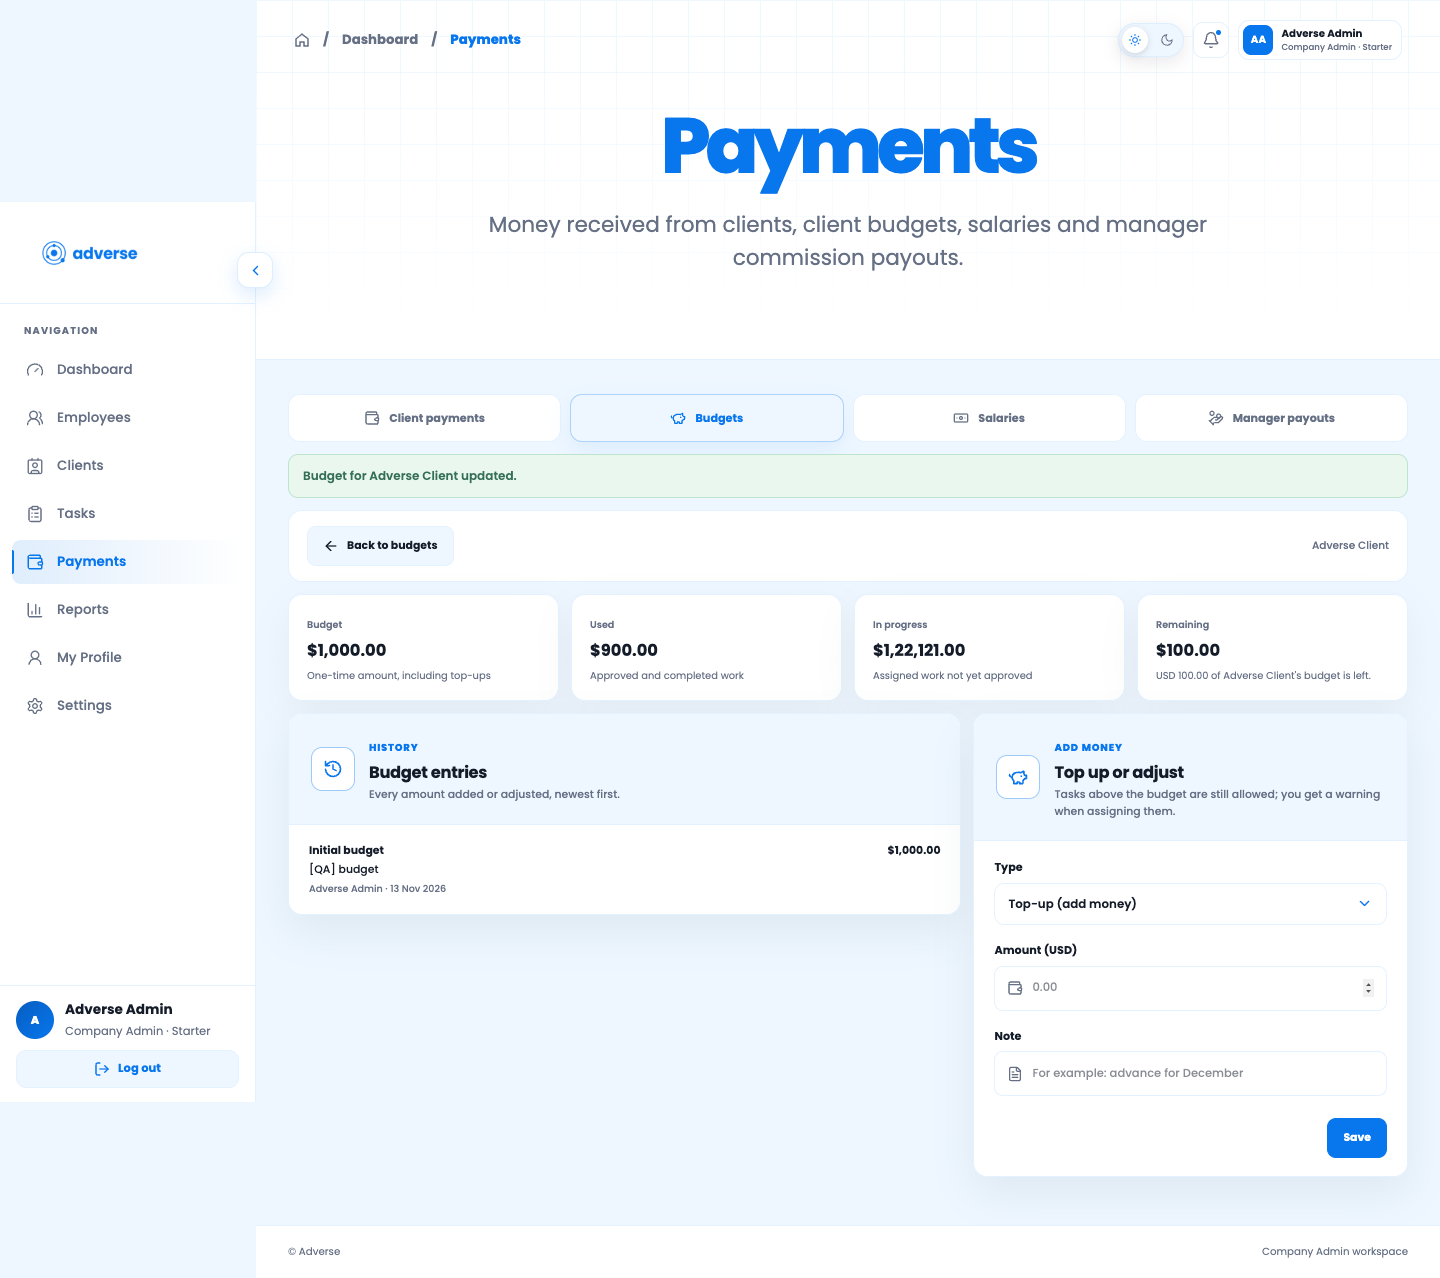 / Dashboard / Payments
AA
Adverse Admin
Company Admin · Starter
Payments
Money received from clients, client budgets, salaries and manager
commission payouts.
adverse
NAVIGATION
Dashboard
Employees
Clients
Tasks
Payments
Reports
My Profile
Settings
A
Adverse Admin
Company Admin · Starter
Log out
Client payments
Budgets
Salaries
Manager payouts
Budget for Adverse Client updated.
Back to budgets
Adverse Client
Budget
$1,000.00
One-time amount, including top-ups
Used
$900.00
Approved and completed work
In progress
$1,22,121.00
Assigned work not yet approved
Remaining
$100.00
USD 100.00 of Adverse Client's budget is left.
HISTORY
Budget entries
Every amount added or adjusted, newest first.
Initial budget
$1,000.00
[QA] budget
Adverse Admin · 13 Nov 2026
ADD MONEY
Top up or adjust
Tasks above the budget are still allowed; you get a warning
when assigning them.
Type
Top-up (add money)
Amount (USD)
0.00
Note
For example: advance for December
Save
© Adverse
Company Admin workspace